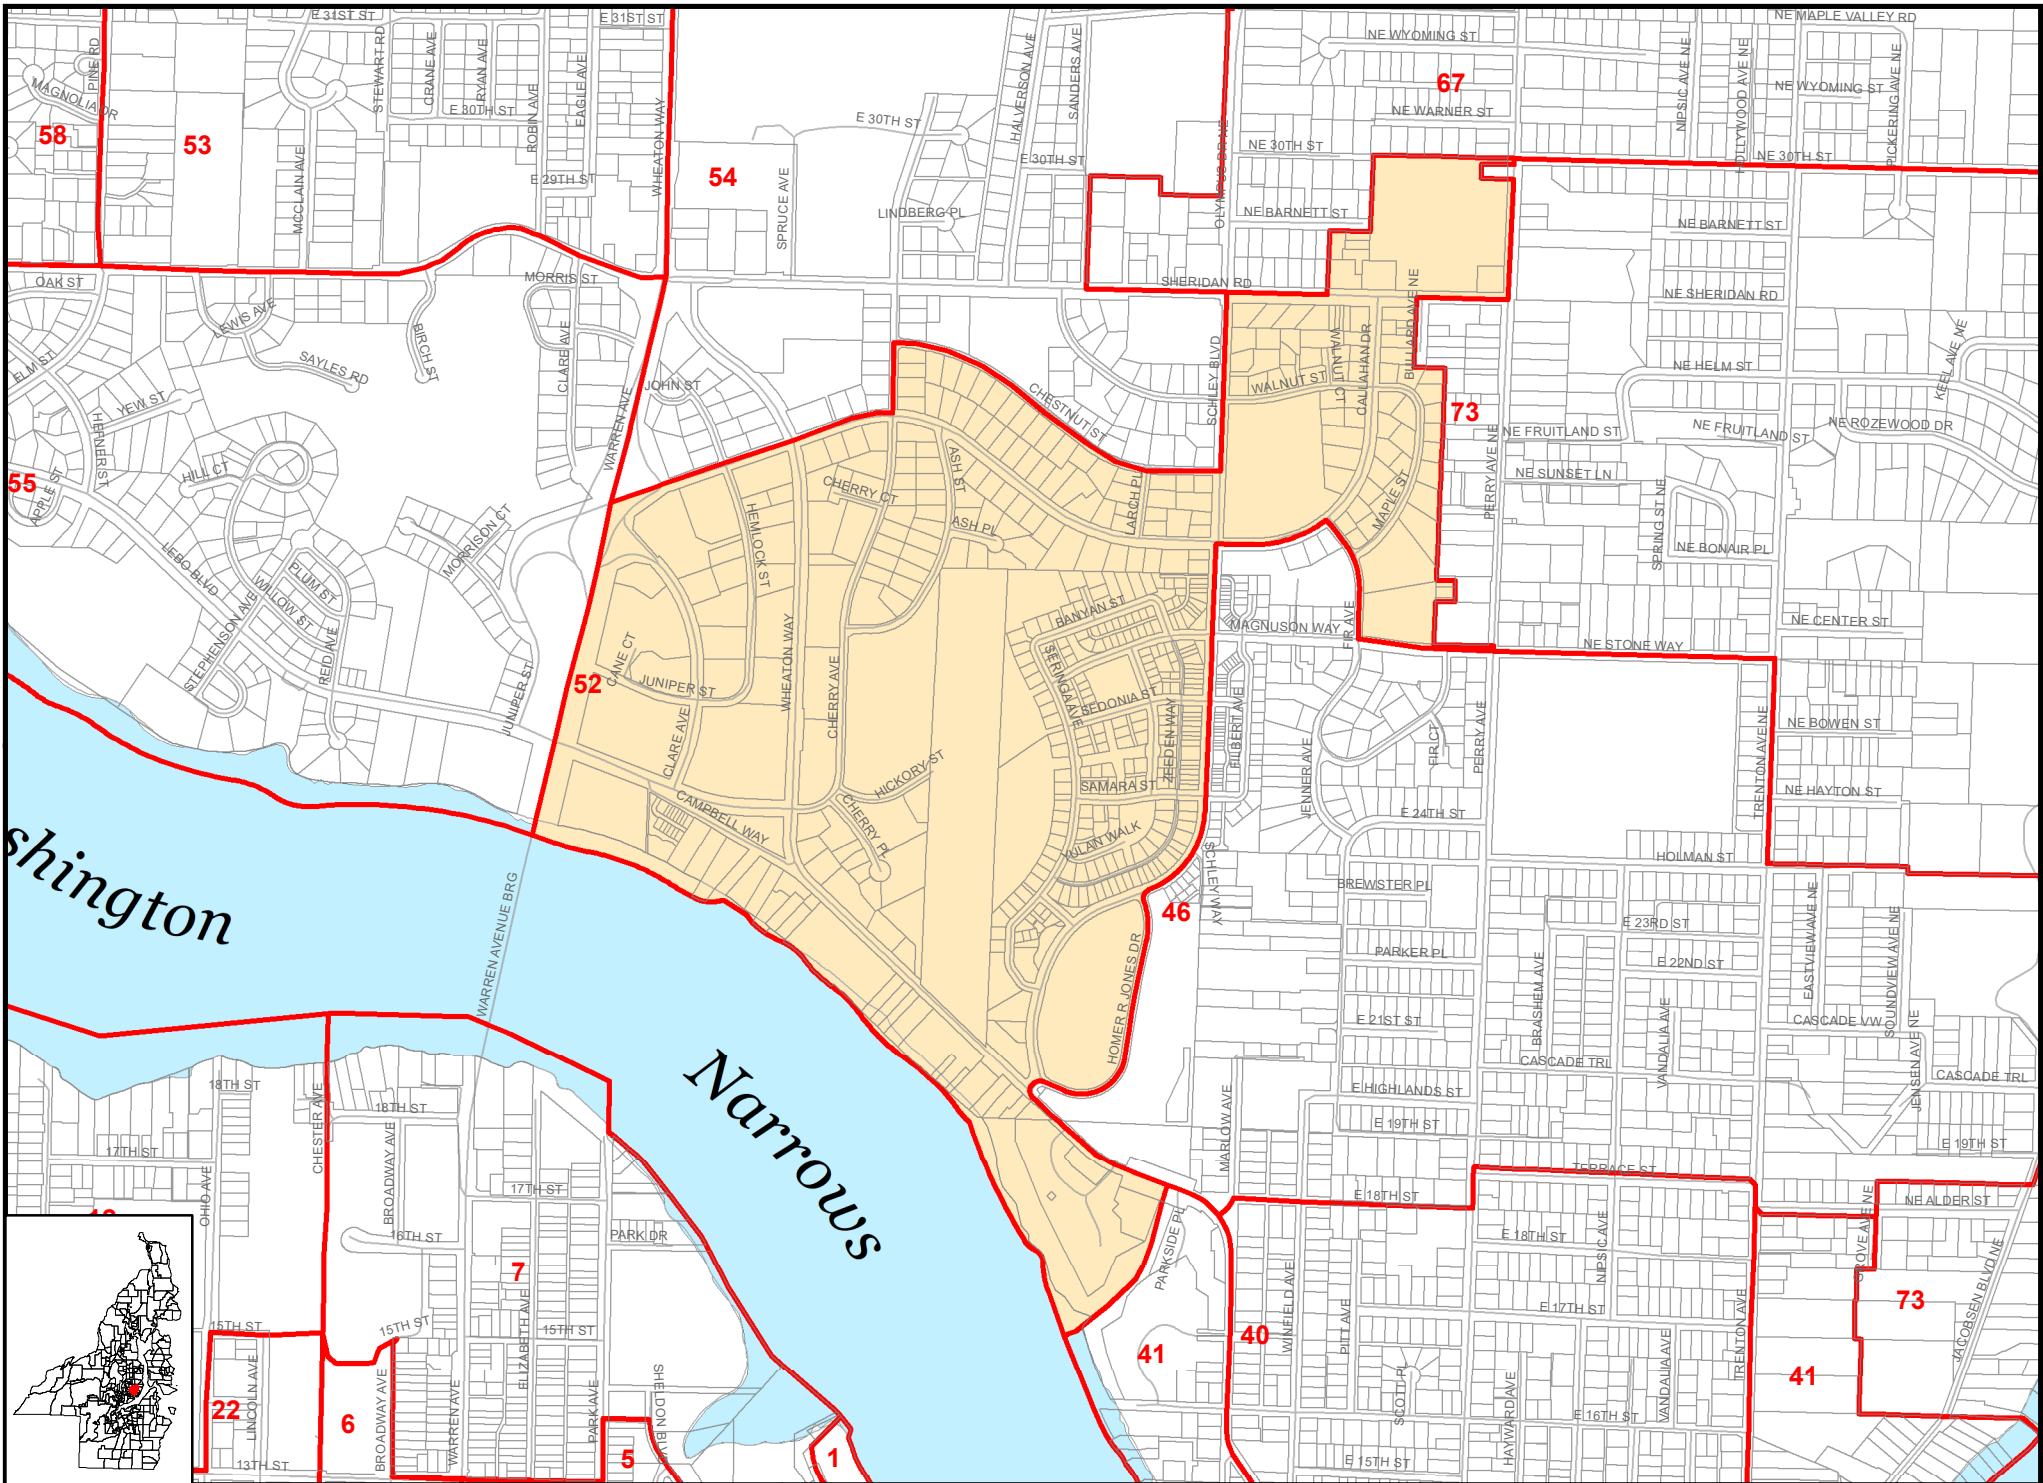 E 31ST ST
E 31ST ST
NE MAPLE VALLEY RD
PINE RD
STEWART RD
CRANE AVE
RYAN AVE
EAGLE AVE
ROBIN AVE
WHEATON WAY
HALVERSON AVE
SANDERS AVE
NE WYOMING ST
NIPSIC AVE NE
HOLLYWOOD AVE NE
PICKERING AVE NE
67
NE WYOMING ST
MAGNOLIA DR
E 30TH ST
E 30TH ST
NE WARNER ST
58
53
NE 30TH ST
NE 30TH ST
E 30TH ST
54
E 29TH ST
MCCLAIN AVE
SPRUCE AVE
OLYMPUS DR NE
LINDBERG PL
NE BARNETT ST
NE BARNETT ST
OAK ST
MORRIS ST
SHERIDAN RD
NE SHERIDAN RD
LEWIS AVE
BIRCH ST
CLARE AVE
BULLARD AVE NE
WALNUT CT
CALLAHAN DR
KEEL AVE NE
ELM ST
SAYLES RD
JOHN ST
SCHLEY BLVD
WALNUT ST
NE HELM ST
YEW ST
HEFNER ST
WARREN AVE
CHESTNUT ST
73
PERRY AVE NE
NE FRUITLAND ST
NE FRUITLAND ST
NE ROZEWOOD DR
HILL CT
55
APPLE ST
CHERRY CT
ASH ST
LARCH PL
MAPLE ST
NE SUNSET LN
SPRING ST NE
MORRISON CT
HEMLOCK ST
ASH PL
NE BONAIR PL
LEBO BLVD
PLUM ST
WILLOW ST
STEPHENSON AVE
REID AVE
BANYAN ST
MAGNUSON WAY
FIR AVE
NE CENTER ST
NE STONE WAY
JUNIPER ST
52
CANE CT
JUNIPER ST
WHEATON WAY
CHERRY AVE
SERINGA AVE
SEDONIA ST
ZEEDEN WAY
FILBERT AVE
JENNER AVE
FIR CT
PERRY AVE
TRENTON AVE NE
NE BOWEN ST
CLARE AVE
HICKORY ST
SAMARA ST
NE HAYTON ST
CAMPBELL WAY
CHERRY PL
E 24TH ST
YULAN WALK
SCHLEY WAY
HOLMAN ST
shington
WARREN AVENUE BRG
BREWSTER PL
46
E 23RD ST
EASTVIEW AVE NE
SOUNDVIEW AVE NE
HOMER R JONES DR
PARKER PL
BRASHEM AVE
E 22ND ST
VANDALIA AVE
E 21ST ST
CASCADE VW
JENSEN AVE NE
Narrows
CASCADE TRL
CASCADE TRL
18TH ST
18TH ST
CHESTER AVE
MARLOW AVE
E HIGHLANDS ST
E 19TH ST
E 19TH ST
17TH ST
OHIO AVE
BROADWAY AVE
TERRACE ST
17TH ST
E 18TH ST
GROVE AVE NE
NE ALDER ST
PARKSIDE PL
16TH ST
PARK DR
E 18TH ST
NIPSIC AVE
JACOBSEN BLVD NE
7
ELIZABETH AVE
WINFIELD AVE
PITT AVE
E 17TH ST
73
15TH ST
15TH ST
15TH ST
40
41
TRENTON AVE
VANDALIA AVE
41
SCOTT PL
HAYWARD AVE
22
LINCOLN AVE
6
BROADWAY AVE
WARREN AVE
PARK AVE
SHELDON BLVD
E 16TH ST
5
1
13TH ST
E 15TH ST